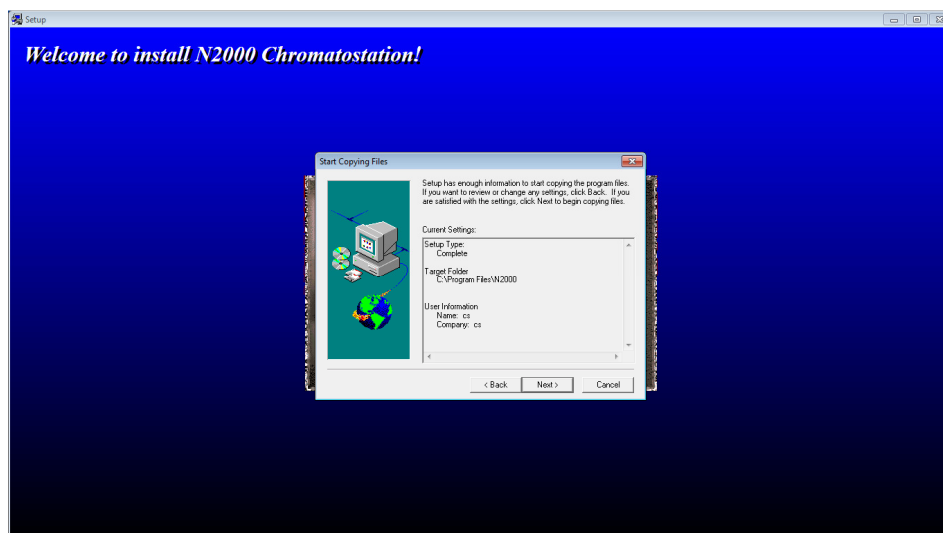 Setup
Welcome to install N2000 Chromatostation!
Start Copying Files
Setup has enough information to start copying the program files.
If you want to review or change any settings, click Back. If you
are satisfied with the settings, click Next to begin copying files.
Current Settings:
Setup Type:
Complete
Target Folder
C:\Program Files\N2000
User Information
Name: cs
Company: cs
< Back
Next >
Cancel